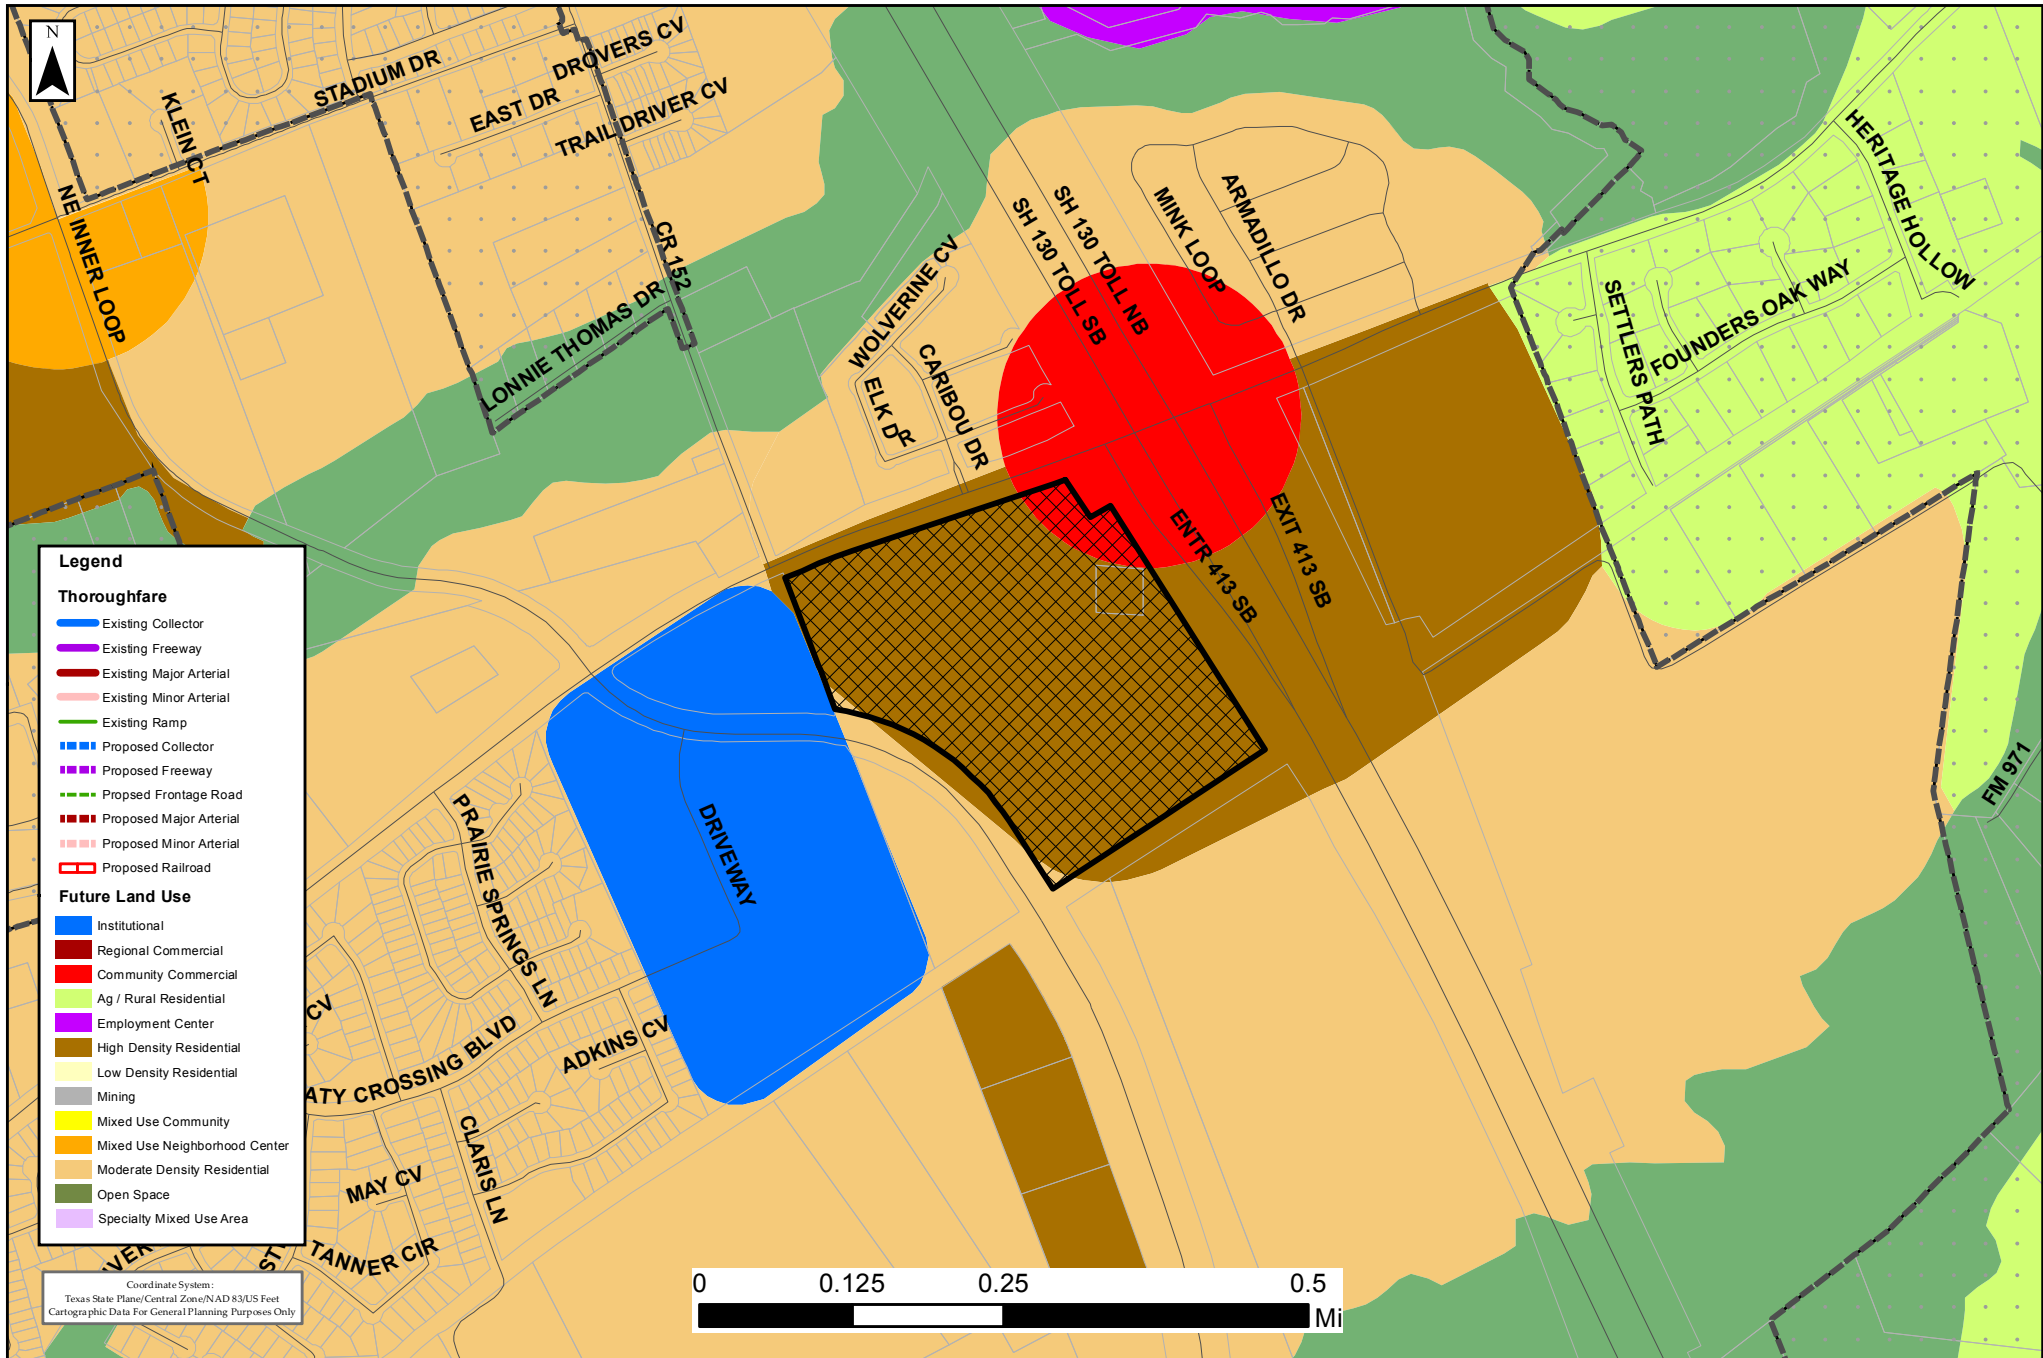 N
STADIUM DR
DROVERS CV
EAST DR
TRAIL DRIVER CV
KLEIN CT
NE INNER LOOP
CR 152
LONNIE THOMAS DR
WOLVERINE CV
ELK DR
CARIBOU DR
SH 130 TOLL SB
SH 130 TOLL NB
MINK LOOP
ARMADILLO DR
HERITAGE HOLLOW
SETTLERS PATH
FOUNDERS OAK WAY
ENTR 413 SB
EXIT 413 SB
FM 971
DRIVEWAY
PRAIRIE SPRINGS LN
CV
ATY CROSSING BLVD
ADKINS CV
CLARIS LN
MAY CV
TANNER CIR
ST
IVER
Legend
Thoroughfare
Existing Collector
Existing Freeway
Existing Major Arterial
Existing Minor Arterial
Existing Ramp
Proposed Collector
Proposed Freeway
Propsed Frontage Road
Proposed Major Arterial
Proposed Minor Arterial
Proposed Railroad
Future Land Use
Institutional
Regional Commercial
Community Commercial
Ag / Rural Residential
Employment Center
High Density Residential
Low Density Residential
Mining
Mixed Use Community
Mixed Use Neighborhood Center
Moderate Density Residential
Open Space
Specialty Mixed Use Area
Coordinate System:
Texas State Plane/Central Zone/NAD 83/US Feet
Cartographic Data For General Planning Purposes Only
0 0.125 0.25 0.5
Mi